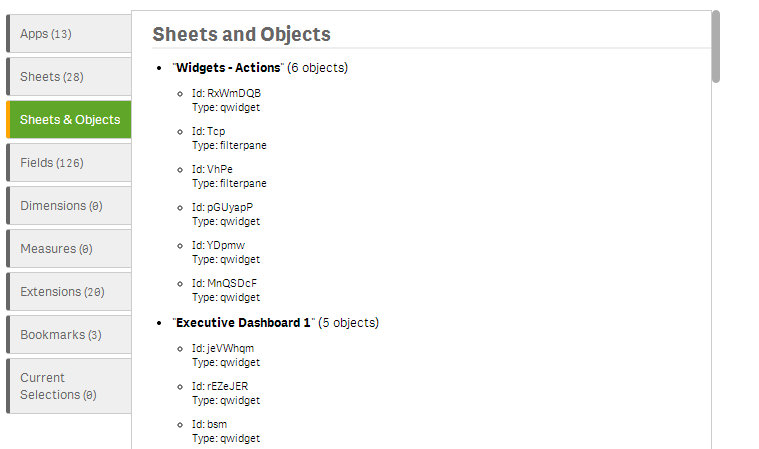 Apps (13)
Sheets (28)
Sheets & Objects
Fields (126)
Dimensions (0)
Measures (0)
Extensions (20)
Bookmarks (3)
Current
Selections (0)
Sheets and Objects
"Widgets - Actions" (6 objects)
Id: RxWmDQB
Type: qwidget
Id: Tcp
Type: filterpane
Id: VhPe
Type: filterpane
Id: pGUyapP
Type: qwidget
Id: YDpmw
Type: qwidget
Id: MnQSDcF
Type: qwidget
"Executive Dashboard 1" (5 objects)
Id: jeVWhqm
Type: qwidget
Id: rEZeJER
Type: qwidget
Id: bsm
Type: qwidget